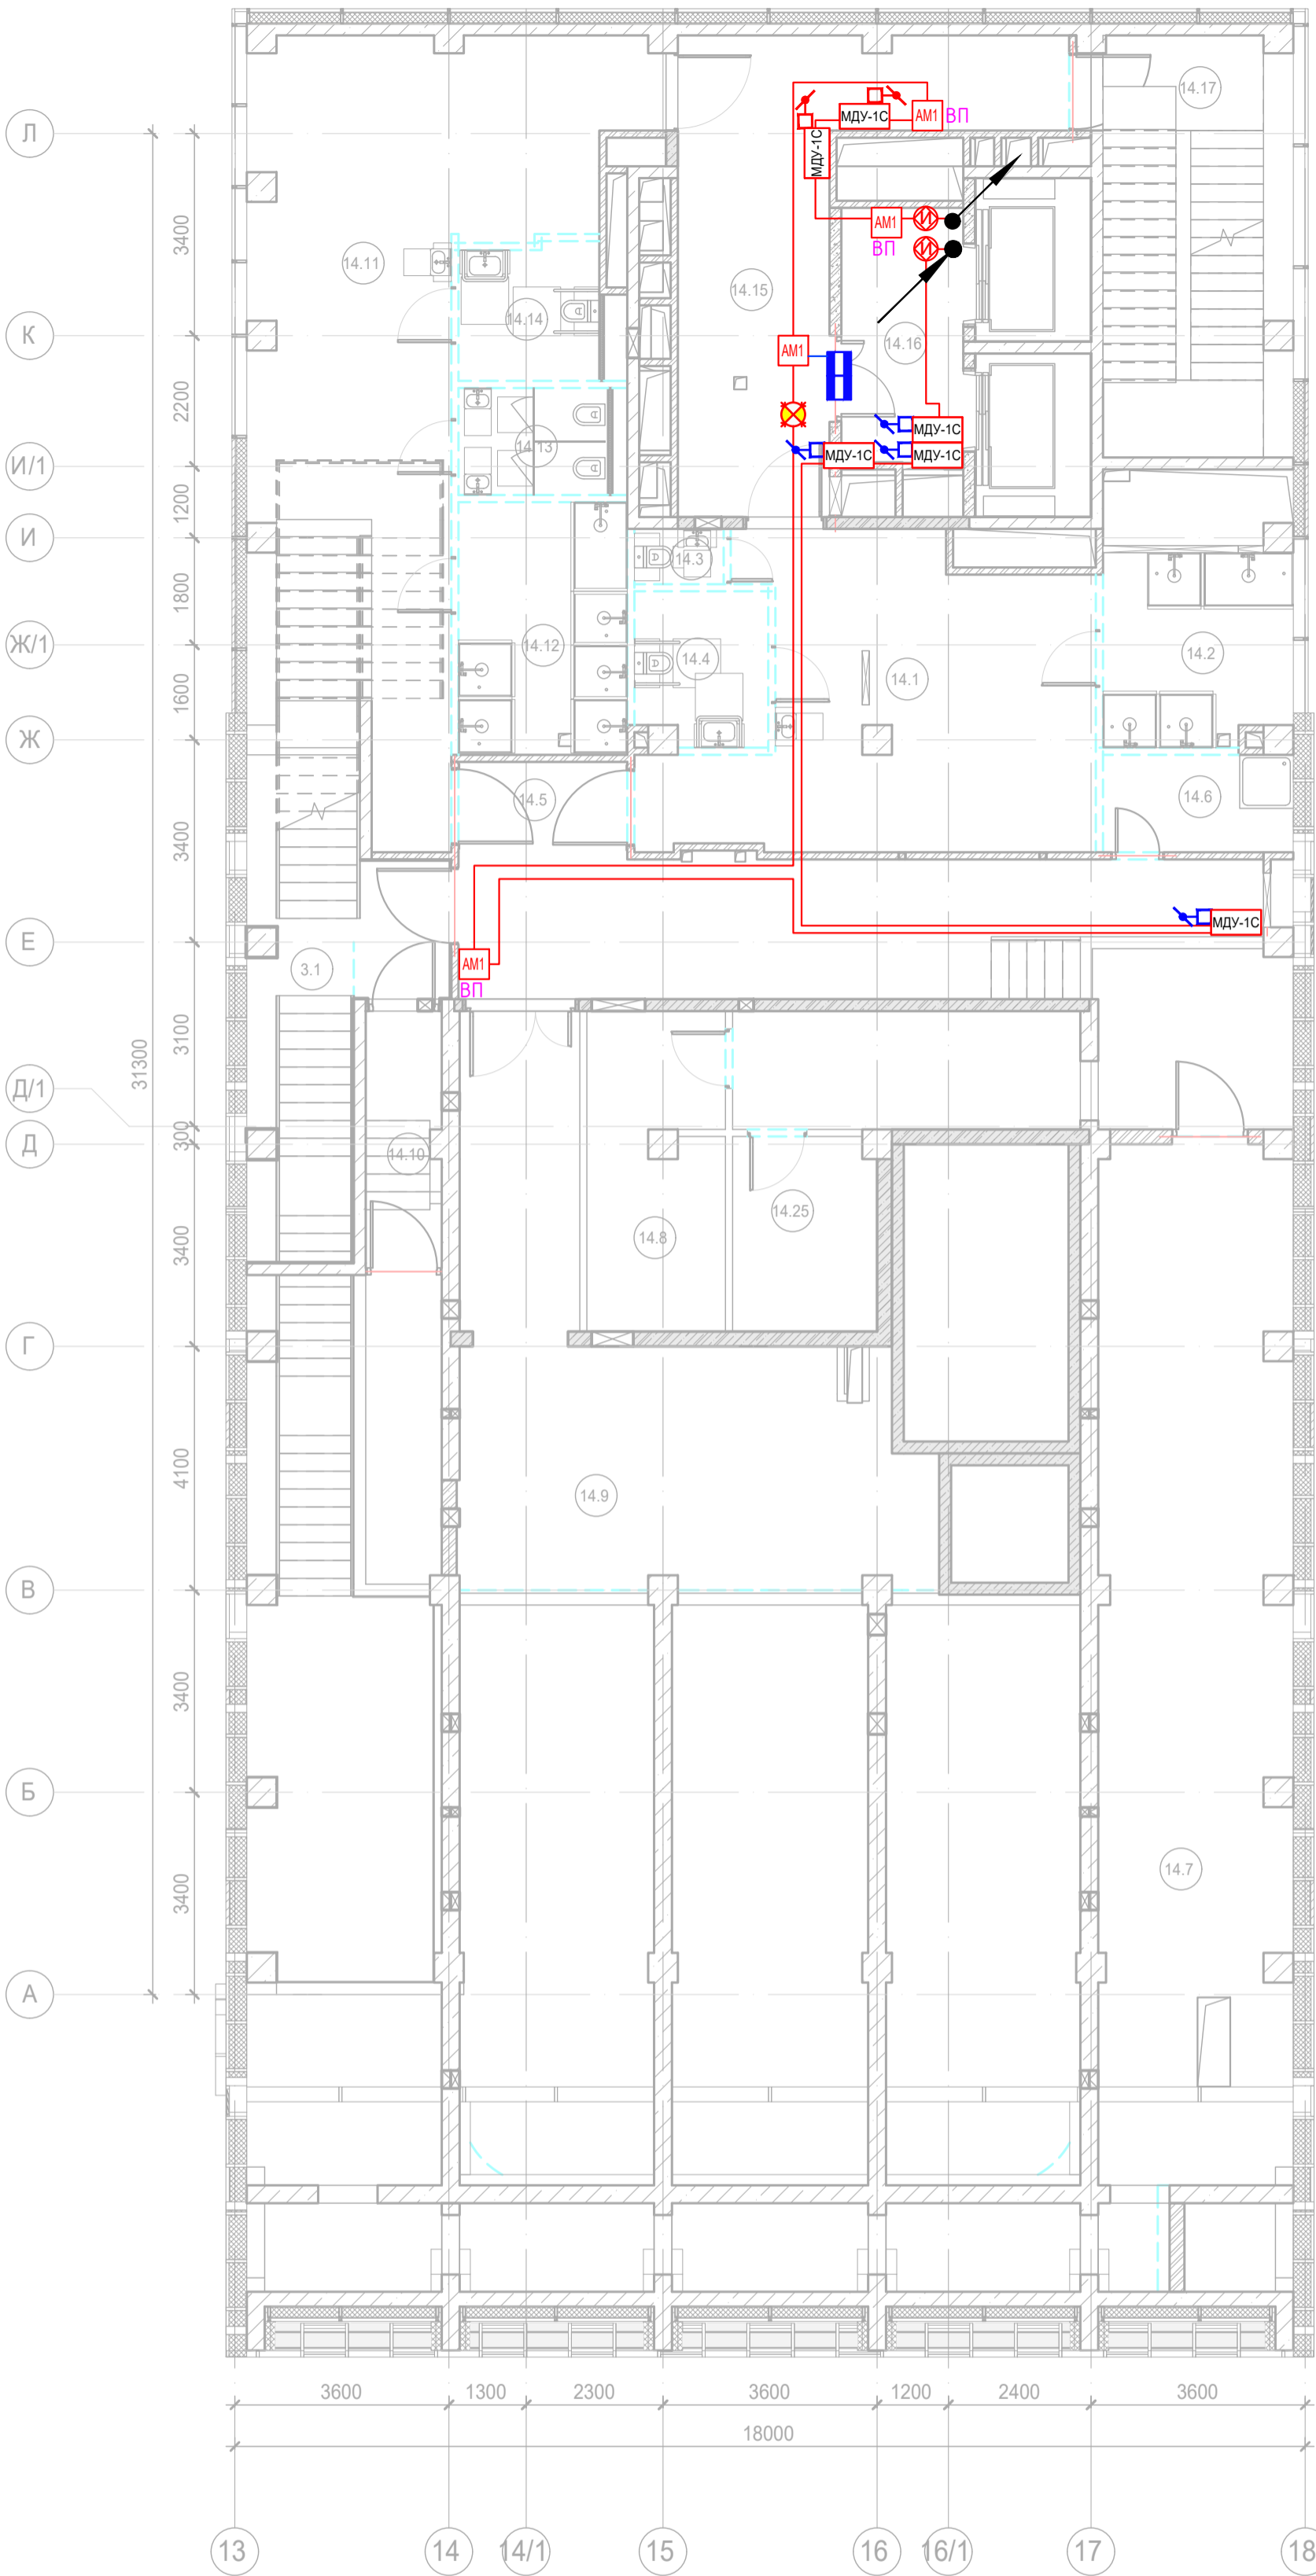 14.17
Л
МДУ-1С
АМ1
ВП
МДУ-1С
3400
АМ1
ВП
14.11
14.15
14.14
К
АМ1
14.16
2200
14.13
МДУ-1С
МДУ-1С
МДУ-1С
И/1
1200
И
14.3
1800
Ж/1
14.12
14.4
14.1
14.2
1600
Ж
14.5
14.6
3400
МДУ-1С
Е
АМ1
ВП
3.1
3100
31300
Д/1
300
Д
14.10
14.25
3400
14.8
Г
4100
14.9
В
3400
Б
14.7
3400
А
3600 1300 2300 3600 1200 2400 3600
18000
13 14 14/1 15 16 16/1 17 18